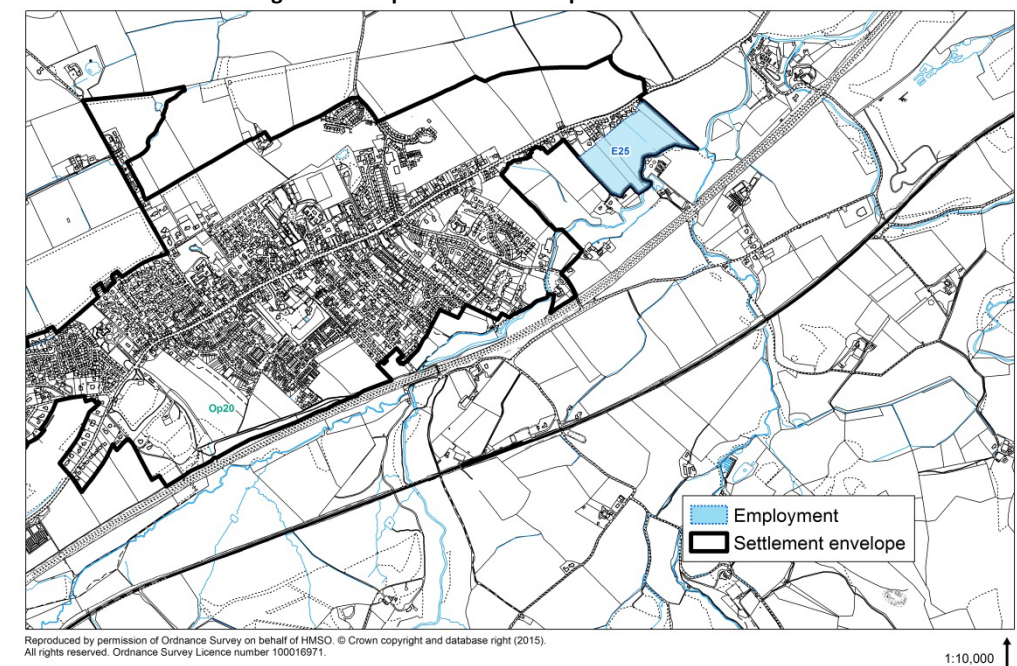 E25
Op20
Employment
Settlement envelope
Reproduced by permission of Ordnance Survey on behalf of HMSO. © Crown copyright and database right (2015).
All rights reserved. Ordnance Survey Licence number 100016971.
1:10,000